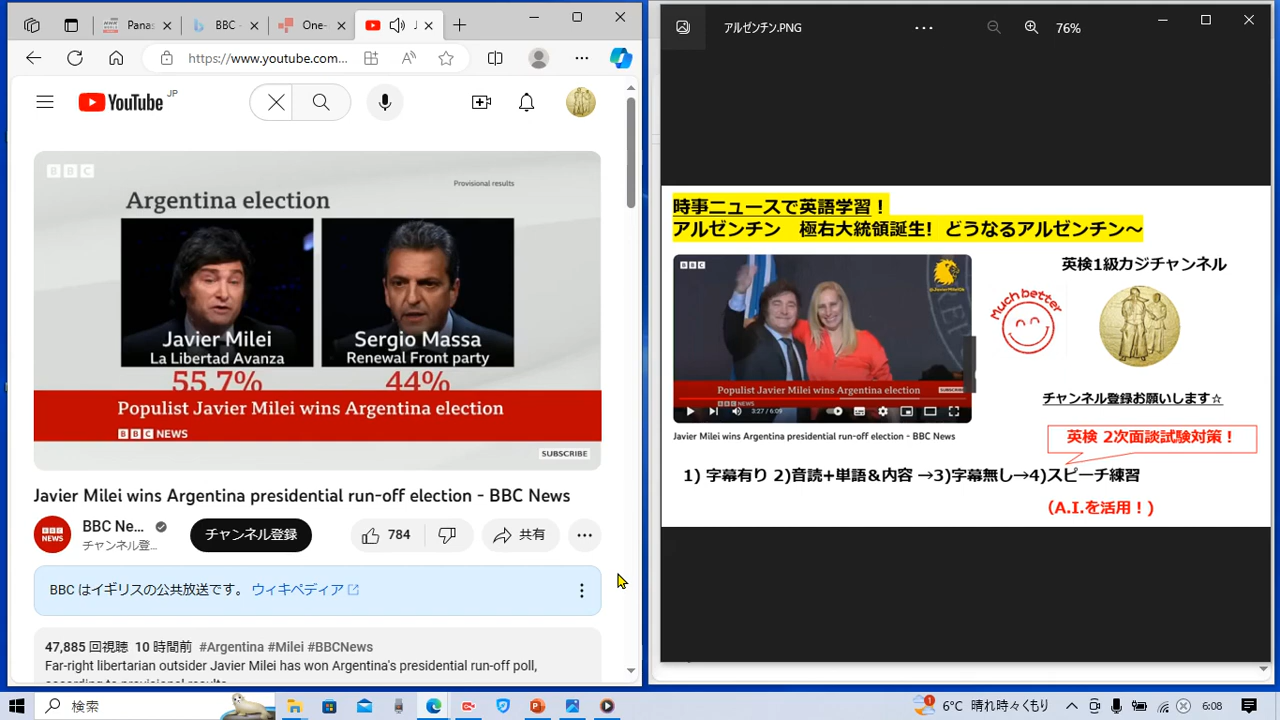 Pana
BBC -
One-
J
https://www.youtube.com...
YouTube JP
BBC
Provisional results
Argentina election
Javier Milei
La Libertad Avanza
Sergio Massa
Renewal Front party
55.7%
44%
Populist Javier Milei wins Argentina election
BBC NEWS
SUBSCRIBE
Javier Milei wins Argentina presidential run-off election - BBC News
BBC NEWS
BBC Ne...
チャンネル登...
チャンネル登録
784
共有
BBC はイギリスの公共放送です。 ウィキペディア
47,885 回視聴 10 時間前 #Argentina #Milei #BBCNews
Far-right libertarian outsider Javier Milei has won Argentina's presidential run-off poll,
according to provisional results
アルゼンチン.PNG
76%
時事ニュースで英語学習！
アルゼンチン 極右大統領誕生! どうなるアルゼンチン～
BBC
Populist Javier Milei wins Argentina election
BBC NEWS
3:27 / 6:09
Javier Milei wins Argentina presidential run-off election - BBC News
英検1級カジチャンネル
Much better
チャンネル登録お願いします☆
英検 2次面談試験対策！
1) 字幕有り 2)音読+単語＆内容 →3)字幕無し→4)スピーチ練習
（A.I.を活用！）
検索
1
6°C 晴れ時々くもり
6:08